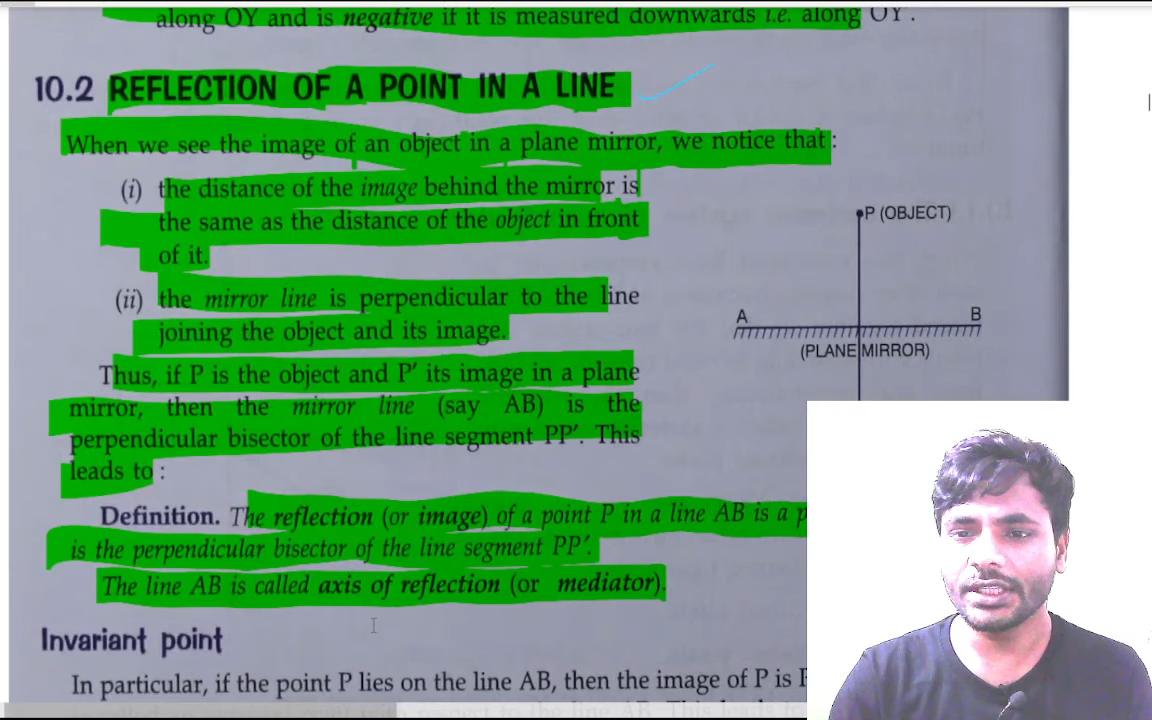 along OY and is negative if it is measured downwards i.e. along OY′.
10.2 REFLECTION OF A POINT IN A LINE
When we see the image of an object in a plane mirror, we notice that :
(i) the distance of the image behind the mirror is
the same as the distance of the object in front
of it.
(ii) the mirror line is perpendicular to the line
joining the object and its image.
Thus, if P is the object and P′ its image in a plane
mirror, then the mirror line (say AB) is the
perpendicular bisector of the line segment PP′. This
leads to :
P (OBJECT)
A B
(PLANE MIRROR)
Definition. The reflection (or image) of a point P in a line AB is a
is the perpendicular bisector of the line segment PP′.
The line AB is called axis of reflection (or mediator).
Invariant point
In particular, if the point P lies on the line AB, then the image of P is